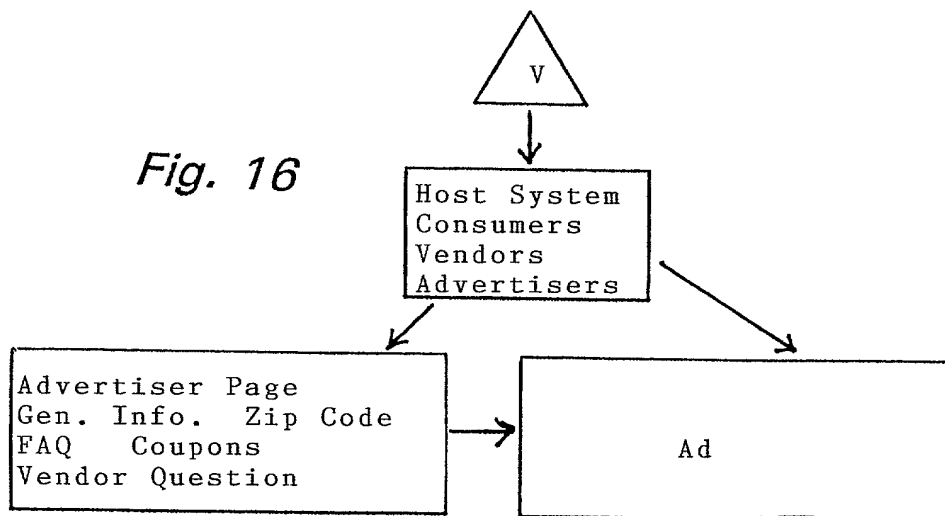 V
Fig. 16
Host System
Consumers
Vendors
Advertisers
Advertiser Page
Gen. Info. Zip Code
FAQ Coupons
Vendor Question
Ad